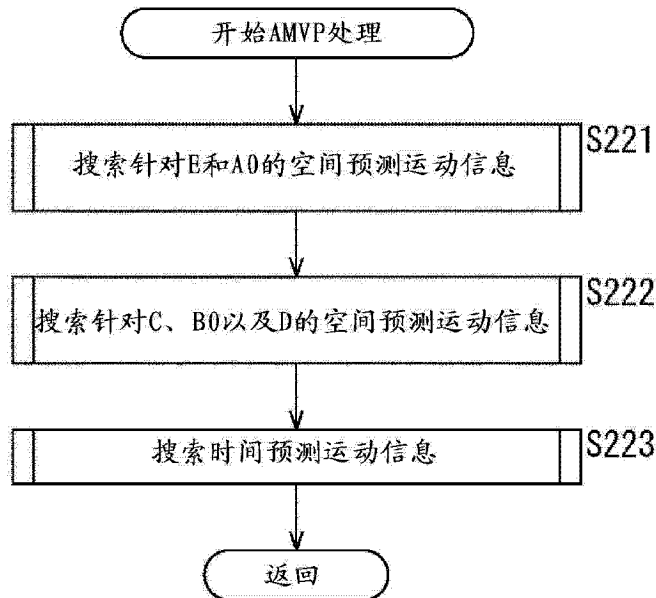 开始AMVP处理
S221
搜索针对E和A0的空间预测运动信息
S222
搜索针对C、B0以及D的空间预测运动信息
S223
搜索时间预测运动信息
返回